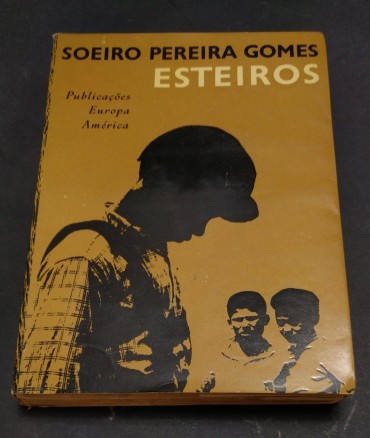 SOEIRO PEREIRA GOMES
ESTEIROS
Publicações
Europa
América